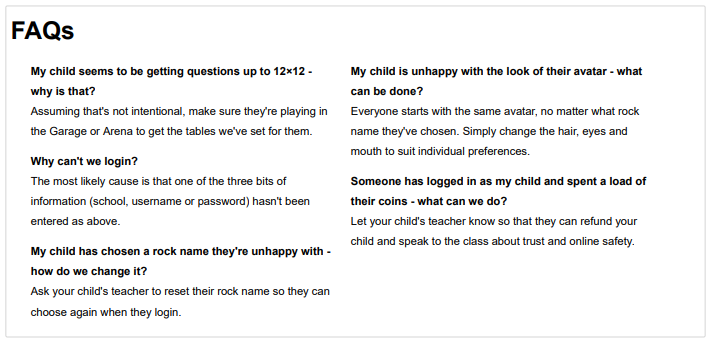 FAQs
My child seems to be getting questions up to 12×12 -
why is that?
Assuming that's not intentional, make sure they're playing in
the Garage or Arena to get the tables we've set for them.
Why can't we login?
The most likely cause is that one of the three bits of
information (school, username or password) hasn't been
entered as above.
My child has chosen a rock name they're unhappy with -
how do we change it?
Ask your child's teacher to reset their rock name so they can
choose again when they login.
My child is unhappy with the look of their avatar - what
can be done?
Everyone starts with the same avatar, no matter what rock
name they've chosen. Simply change the hair, eyes and
mouth to suit individual preferences.
Someone has logged in as my child and spent a load of
their coins - what can we do?
Let your child's teacher know so that they can refund your
child and speak to the class about trust and online safety.